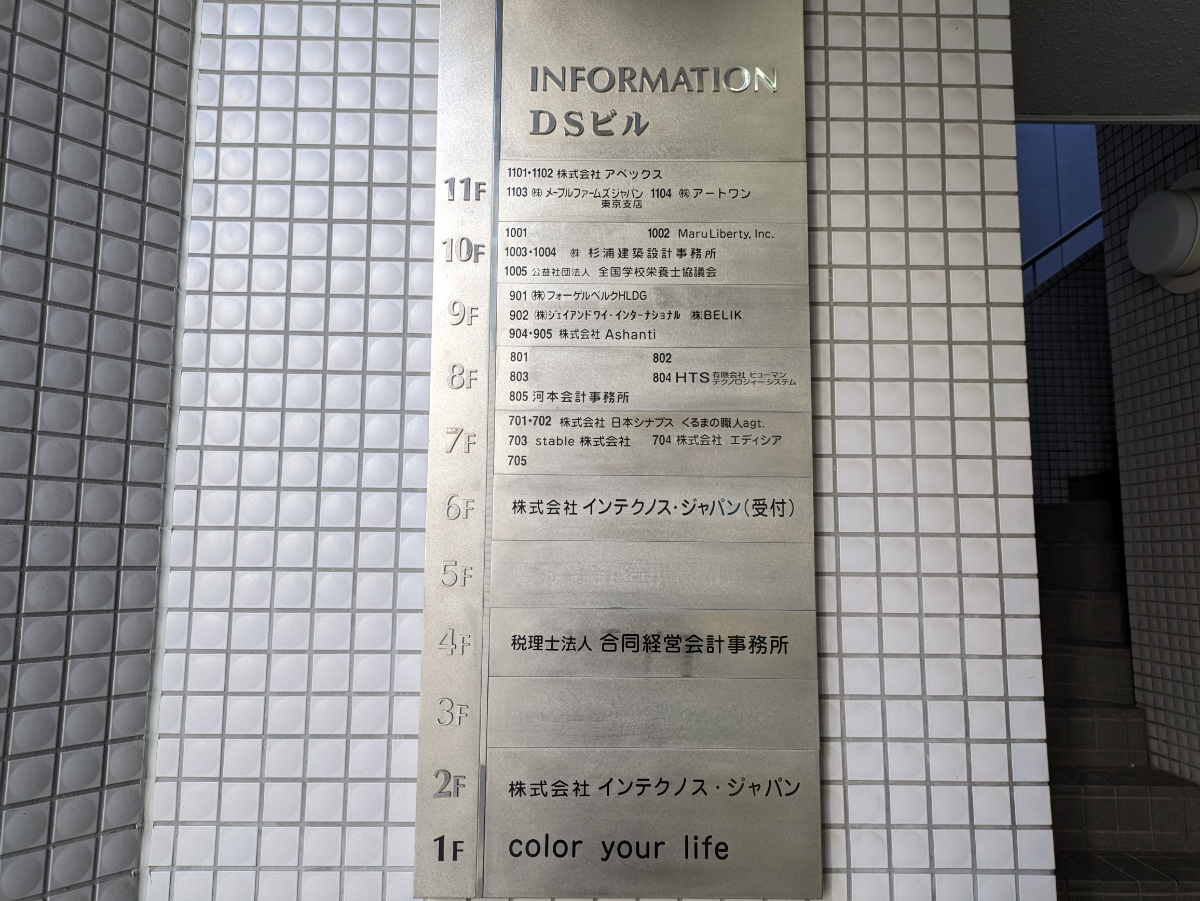 INFORMATION
DSビル
11F
1101・1102 株式会社 アベックス
1103 ㈱ メープルファームズジャパン 1104 ㈱ アートワン
東京支店
10F
1001 1002 MaruLiberty, Inc.
1003・1004 ㈱ 杉浦建築設計事務所
1005 公益社団法人 全国学校栄養士協議会
9F
901 ㈱フォーゲルベルクHLDG
902 ㈱ジェイアンドワイ・インターナショナル ㈱BELIK
904・905 株式会社 Ashanti
8F
801 802
803 804 HTS 有限会社 ヒューマン
テクノロジィーシステム
805 河本会計事務所
7F
701・702 株式会社 日本シナプス くるまの職人agt.
703 stable 株式会社 704 株式会社 エディシア
705
6F 株式会社 インテクノス・ジャパン(受付)
5F
4F 税理士法人 合同経営会計事務所
3F
2F 株式会社 インテクノス・ジャパン
1F color your life